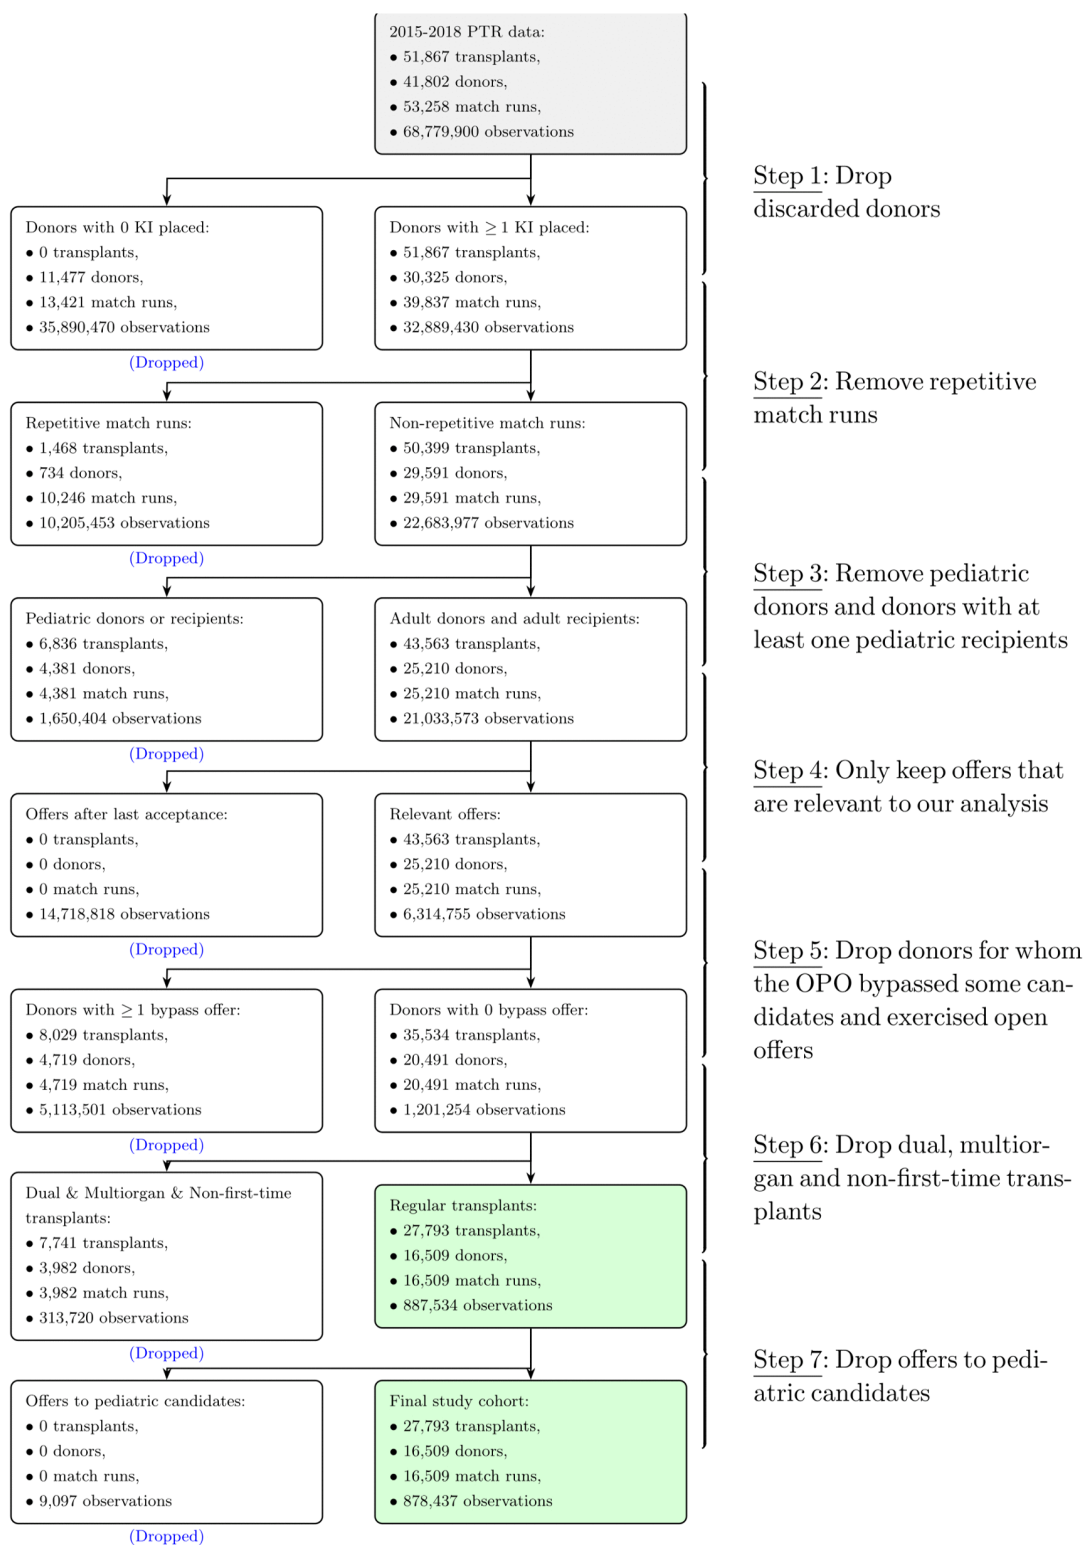 2015-2018 PTR data:
• 51,867 transplants,
• 41,802 donors,
• 53,258 match runs,
• 68,779,900 observations
Step 1: Drop
discarded donors
Donors with 0 KI placed:
• 0 transplants,
• 11,477 donors,
• 13,421 match runs,
• 35,890,470 observations
(Dropped)
Donors with ≥ 1 KI placed:
• 51,867 transplants,
• 30,325 donors,
• 39,837 match runs,
• 32,889,430 observations
Step 2: Remove repetitive
match runs
Repetitive match runs:
• 1,468 transplants,
• 734 donors,
• 10,246 match runs,
• 10,205,453 observations
(Dropped)
Non-repetitive match runs:
• 50,399 transplants,
• 29,591 donors,
• 29,591 match runs,
• 22,683,977 observations
Step 3: Remove pediatric
donors and donors with at
least one pediatric recipients
Pediatric donors or recipients:
• 6,836 transplants,
• 4,381 donors,
• 4,381 match runs,
• 1,650,404 observations
(Dropped)
Adult donors and adult recipients:
• 43,563 transplants,
• 25,210 donors,
• 25,210 match runs,
• 21,033,573 observations
Step 4: Only keep offers that
are relevant to our analysis
Offers after last acceptance:
• 0 transplants,
• 0 donors,
• 0 match runs,
• 14,718,818 observations
(Dropped)
Relevant offers:
• 43,563 transplants,
• 25,210 donors,
• 25,210 match runs,
• 6,314,755 observations
Step 5: Drop donors for whom
the OPO bypassed some can-
didates and exercised open
offers
Donors with ≥ 1 bypass offer:
• 8,029 transplants,
• 4,719 donors,
• 4,719 match runs,
• 5,113,501 observations
(Dropped)
Donors with 0 bypass offer:
• 35,534 transplants,
• 20,491 donors,
• 20,491 match runs,
• 1,201,254 observations
Step 6: Drop dual, multior-
gan and non-first-time trans-
plants
Dual & Multiorgan & Non-first-time
transplants:
• 7,741 transplants,
• 3,982 donors,
• 3,982 match runs,
• 313,720 observations
(Dropped)
Regular transplants:
• 27,793 transplants,
• 16,509 donors,
• 16,509 match runs,
• 887,534 observations
Step 7: Drop offers to pedi-
atric candidates
Offers to pediatric candidates:
• 0 transplants,
• 0 donors,
• 0 match runs,
• 9,097 observations
(Dropped)
Final study cohort:
• 27,793 transplants,
• 16,509 donors,
• 16,509 match runs,
• 878,437 observations